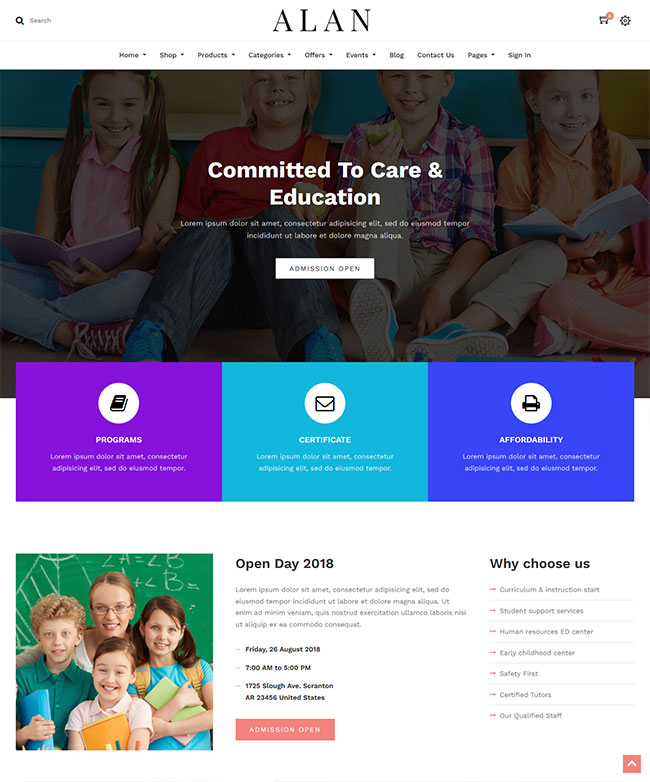 Search
ALAN
0
Home Shop Products Categories Offers Events Blog Contact Us Pages Sign In
Committed To Care &
Education
Lorem ipsum dolor sit amet, consectetur adipisicing elit, sed do eiusmod tempor
incididunt ut labore et dolore magna aliqua.
ADMISSION OPEN
PROGRAMS
Lorem ipsum dolor sit amet, consectetur
adipisicing elit, sed do eiusmod tempor.
CERTIFICATE
Lorem ipsum dolor sit amet, consectetur
adipisicing elit, sed do eiusmod tempor.
AFFORDABILITY
Lorem ipsum dolor sit amet, consectetur
adipisicing elit, sed do eiusmod tempor.
Open Day 2018
Lorem ipsum dolor sit amet, consectetur adipisicing elit, sed do
eiusmod tempor incididunt ut labore et dolore magna aliqua. Ut
enim ad minim veniam, quis nostrud exercitation ullamco laboris nisi
ut aliquip ex ea commodo consequat.
Friday, 26 August 2018
7:00 AM to 5:00 PM
1725 Slough Ave. Scranton
AR 23456 United States
ADMISSION OPEN
Why choose us
Curriculum & instruction start
Student support services
Human resources ED center
Early childhood center
Safety First
Certified Tutors
Our Qualified Staff